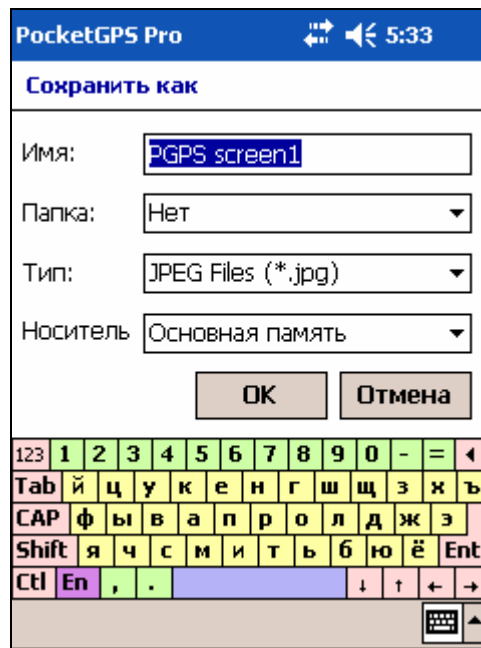 PocketGPS Pro 5:33
Сохранить как
Имя: PGPS screen1
Папка: Нет
Тип: JPEG Files (*.jpg)
Носитель Основная память
OK Отмена
123 1 2 3 4 5 6 7 8 9 0 - =
Tab й ц у к е н г ш щ з х ъ
CAP ф ы в а п р о л д ж э
Shift я ч с м и т ь б ю ё Ent
Ctl En , . ↓ ↑ ← →